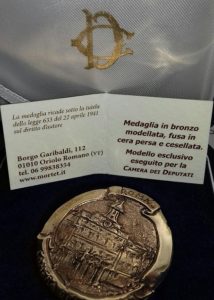 La medaglia ricade sotto la tutela
della legge 633 del 22 aprile 1941
sul diritto d'autore
Borgo Garibaldi, 112
01010 Oriolo Romano (VT)
tel. 06 99838354
www.mortet.it
Medaglia in bronzo
modellata, fusa in
cera persa e cesellata.
Modello esclusivo
eseguito per la
CAMERA DEI DEPUTATI